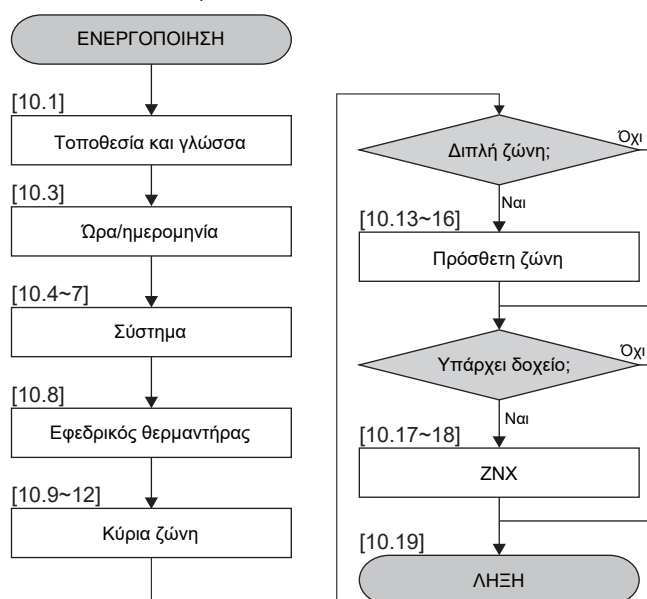 ΕΝΕΡΓΟΠΟΙΗΣΗ
[10.1]
Τοποθεσία και γλώσσα
[10.3]
Ώρα/ημερομηνία
[10.4~7]
Σύστημα
[10.8]
Εφεδρικός θερμαντήρας
[10.9~12]
Κύρια ζώνη
Διπλή ζώνη;
Όχι
Ναι
[10.13~16]
Πρόσθετη ζώνη
Υπάρχει δοχείο;
Όχι
Ναι
[10.17~18]
ΖΝΧ
[10.19]
ΛΗΞΗ